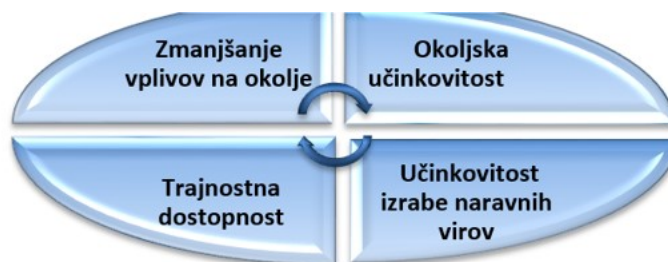 Zmanjšanje
vplivov na okolje
Okoljska
učinkovitost
Trajnostna
dostopnost
Učinkovitost
izrabe naravnih
virov